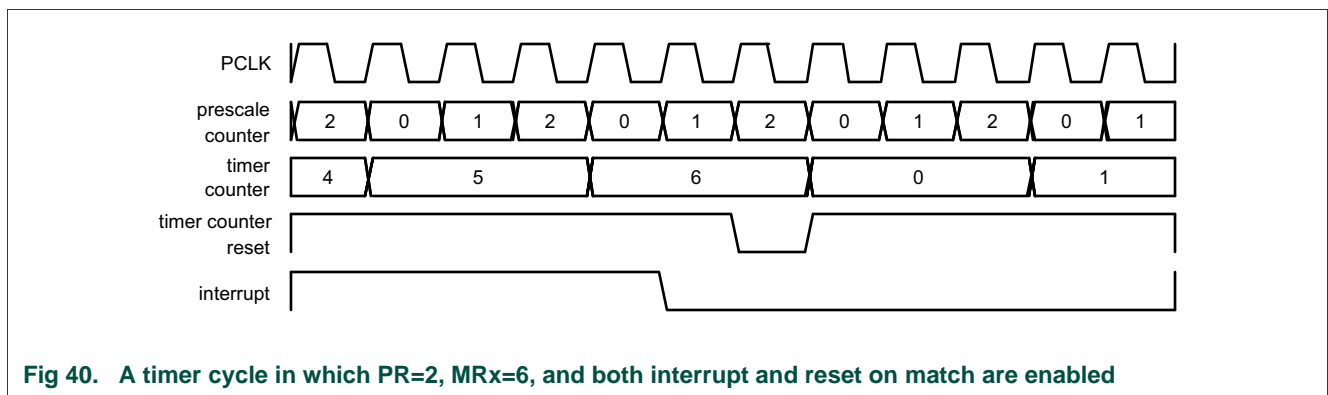 PCLK
prescale
counter
2 0 1 2 0 1 2 0 1 2 0 1
timer
counter
4 5 6 0 1
timer counter
reset
interrupt
Fig 40. A timer cycle in which PR=2, MRx=6, and both interrupt and reset on match are enabled